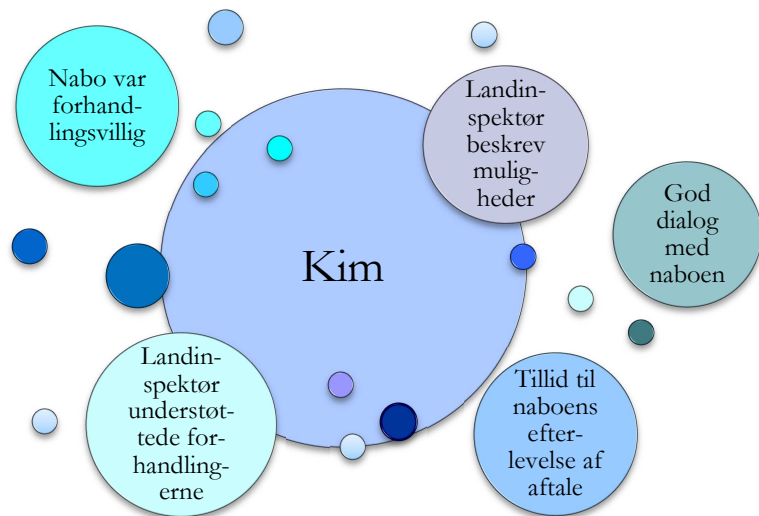 Nabo var
forhand-
lingsvillig
Landin-
spektør
beskrev
mulig-
heder
God
dialog
med
naboen
Kim
Landin-
spektør
understøt-
tede for-
handling-
erne
Tillid til
naboens
efter-
levelse af
aftale